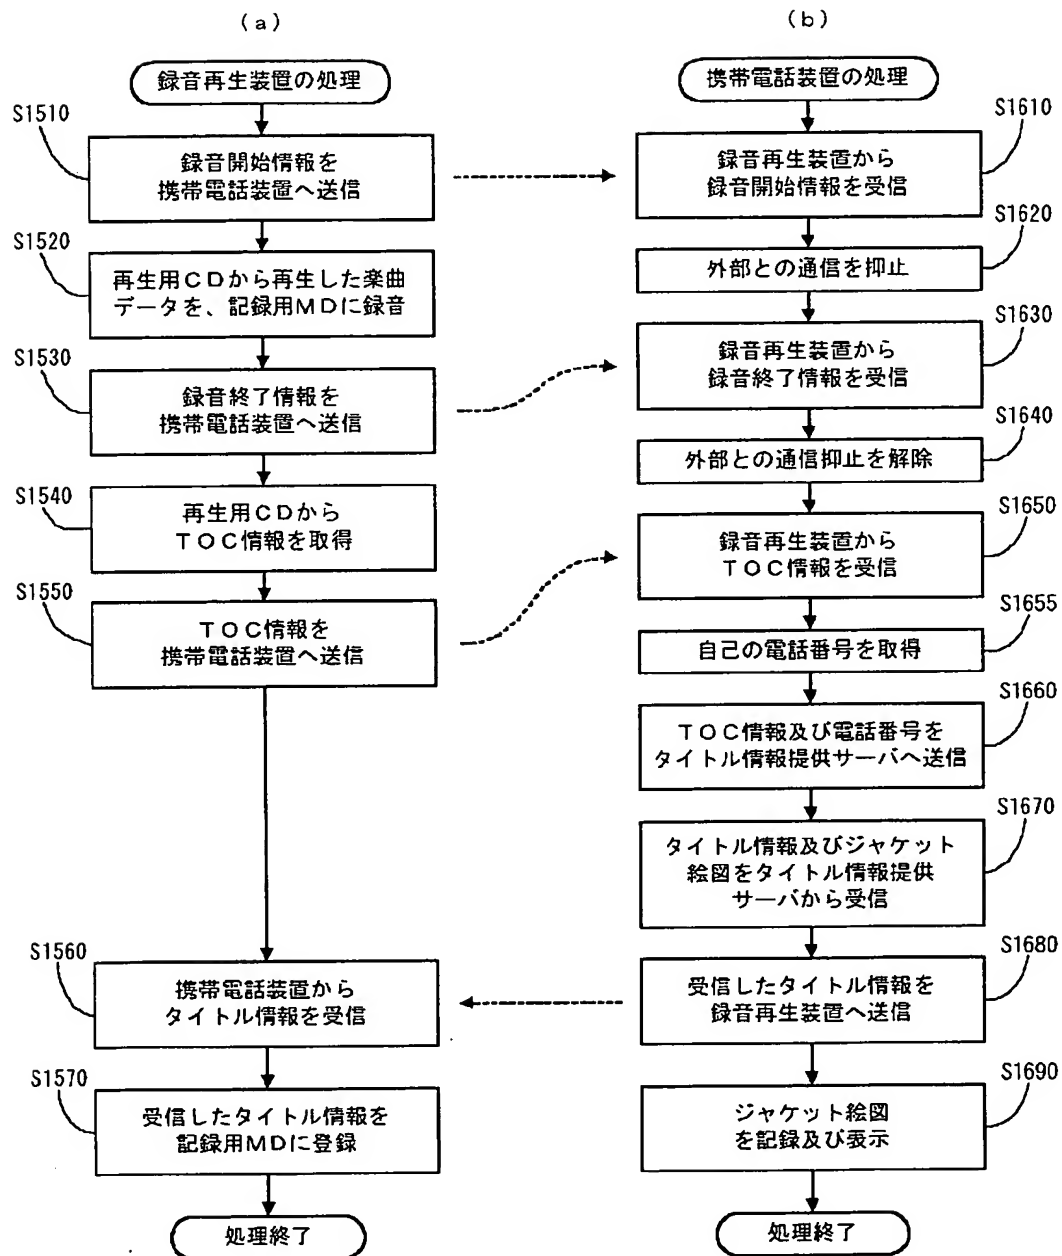 (a)
録音再生装置の処理
S1510
録音開始情報を
携帯電話装置へ送信
S1520
再生用CDから再生した楽曲
データを、記録用MDに録音
S1530
録音終了情報を
携帯電話装置へ送信
S1540
再生用CDから
TOC情報を取得
S1550
TOC情報を
携帯電話装置へ送信
S1560
携帯電話装置から
タイトル情報を受信
S1570
受信したタイトル情報を
記録用MDに登録
処理終了
(b)
携帯電話装置の処理
S1610
録音再生装置から
録音開始情報を受信
S1620
外部との通信を抑止
S1630
録音再生装置から
録音終了情報を受信
S1640
外部との通信抑止を解除
S1650
録音再生装置から
TOC情報を受信
S1655
自己の電話番号を取得
S1660
TOC情報及び電話番号を
タイトル情報提供サーバへ送信
S1670
タイトル情報及びジャケット
絵図をタイトル情報提供
サーバから受信
S1680
受信したタイトル情報を
録音再生装置へ送信
S1690
ジャケット絵図
を記録及び表示
処理終了